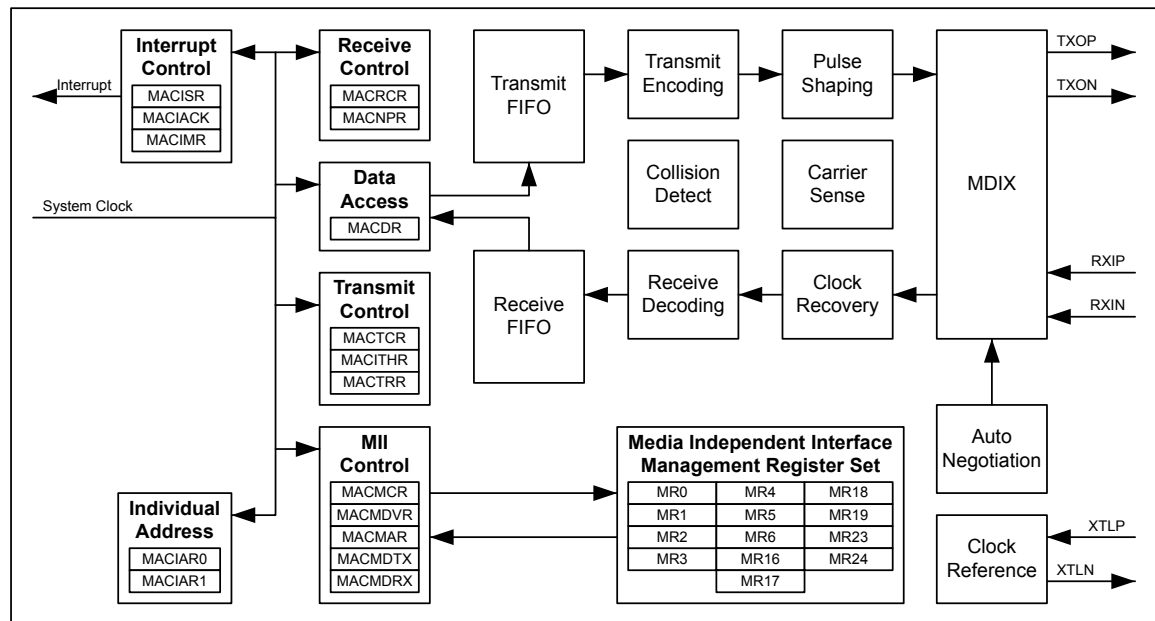 Interrupt
Control
MACISR
MACIACK
MACIMR
Interrupt
System Clock
Receive
Control
MACRCR
MACNPR
Data
Access
MACDR
Transmit
Control
MACTCR
MACITHR
MACTRR
MII
Control
MACMCR
MACMDVR
MACMAR
MACMDTX
MACMDRX
Individual
Address
MACIAR0
MACIAR1
Transmit
FIFO
Transmit
Encoding
Pulse
Shaping
Collision
Detect
Carrier
Sense
MDIX
TXOP
TXON
RXIP
RXIN
Receive
FIFO
Receive
Decoding
Clock
Recovery
Auto
Negotiation
Media Independent Interface
Management Register Set
MR0 MR4 MR18
MR1 MR5 MR19
MR2 MR6 MR23
MR3 MR16 MR24
MR17
Clock
Reference
XTLP
XTLN